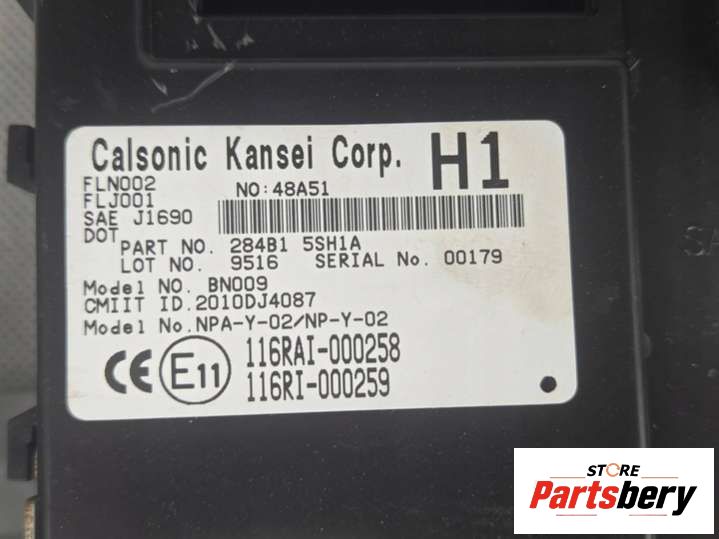 Calsonic Kansei Corp. H1
FLN002 NO:48A51
FLJ001
SAE J1690
DOT
PART NO. 284B1 5SH1A
LOT NO. 9516 SERIAL No. 00179
Model NO. BN009
CMIIT ID.2010DJ4087
Model No.NPA-Y-02/NP-Y-02
CE E11 116RAI-000258
116RI-000259
STORE
Partsbery